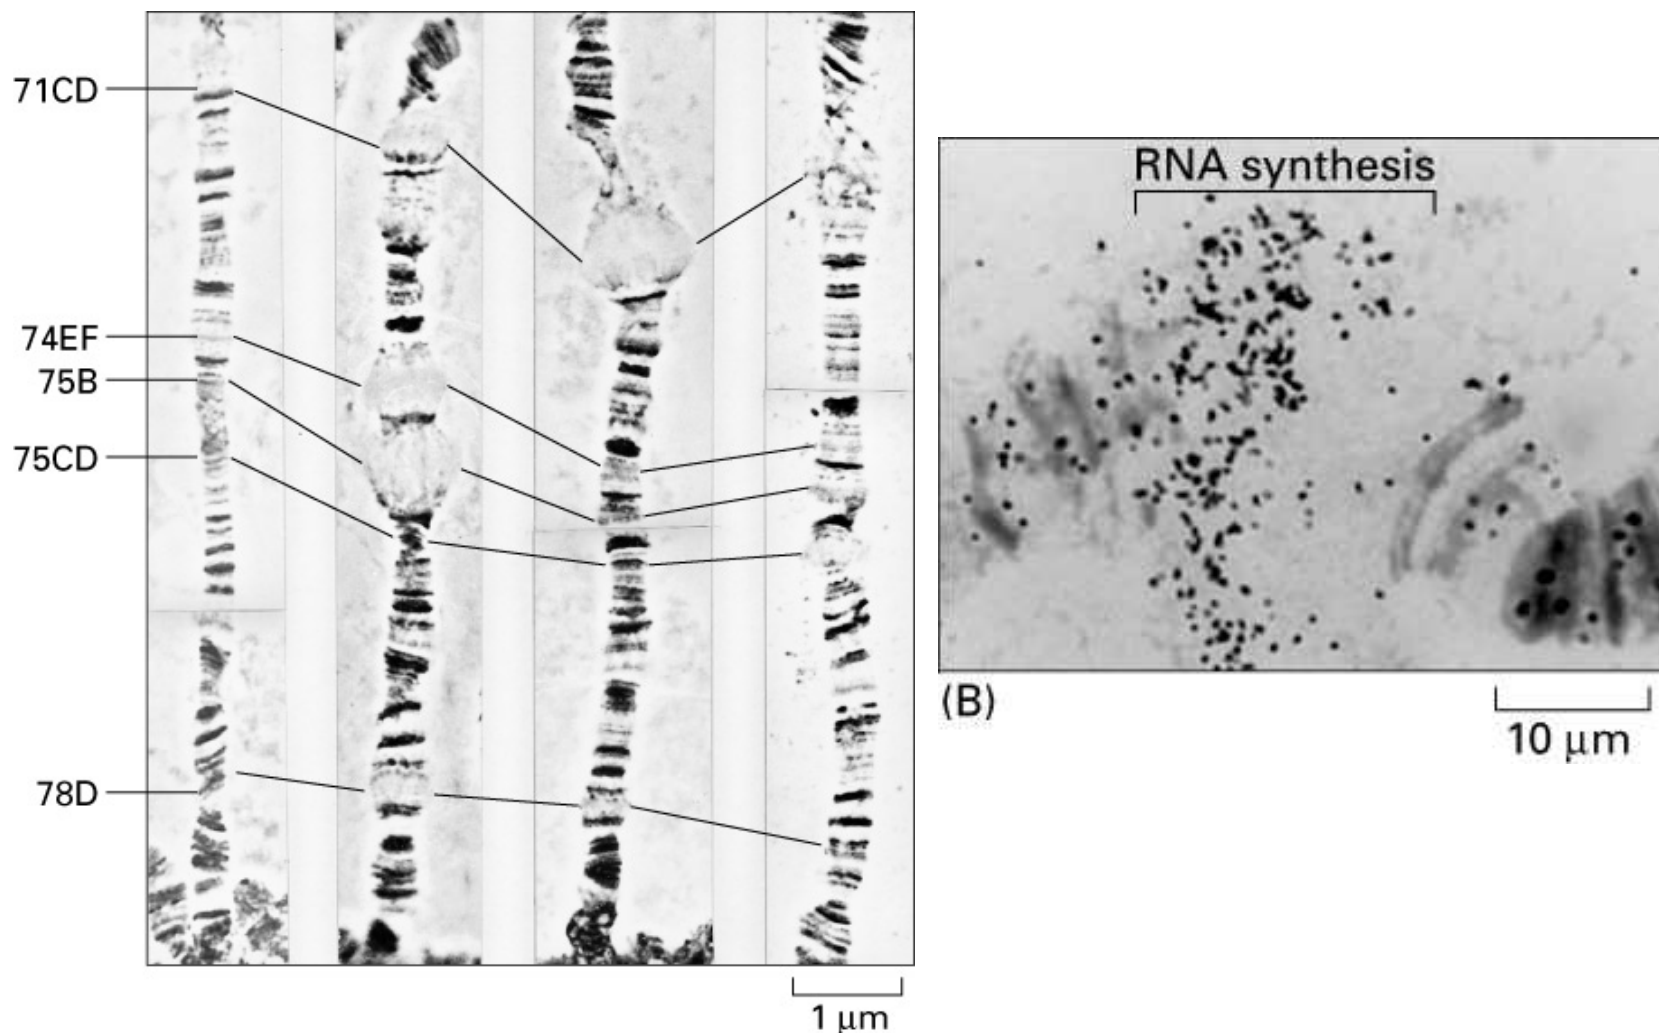 71CD
74EF
75B
75CD
78D
1 μm
RNA synthesis
(B)
10 μm